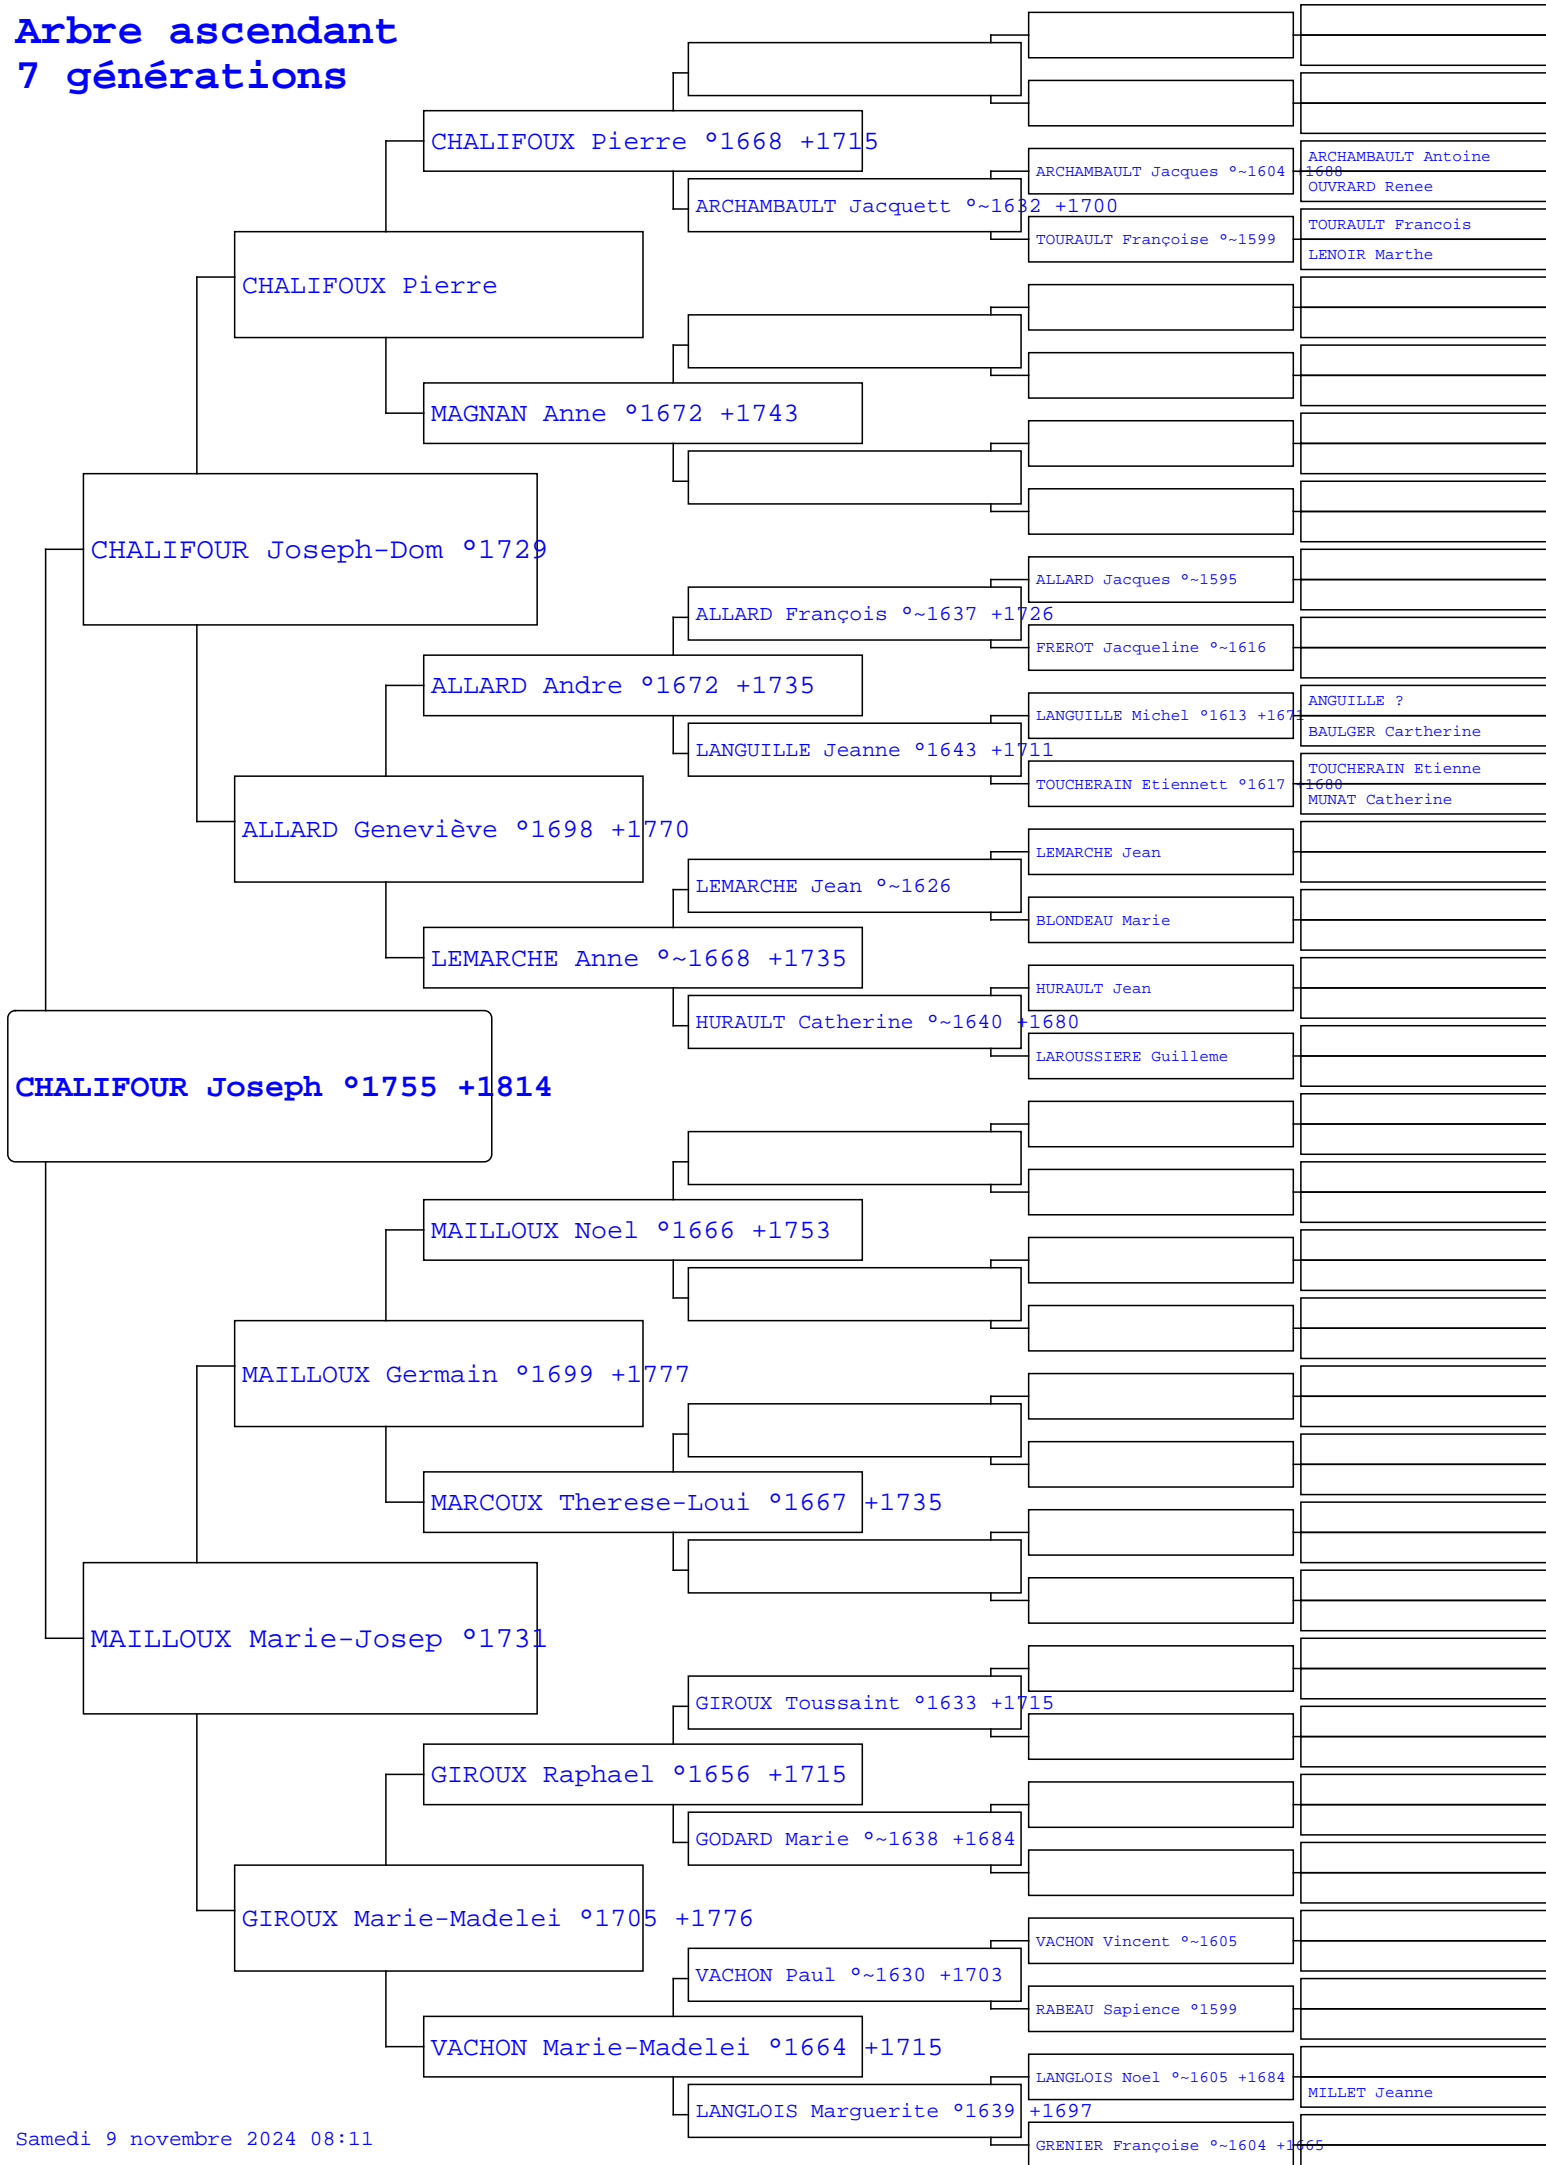 Arbre ascendant
7 générations
CHALIFOUX Pierre °1668 +1715
ARCHAMBAULT Antoine
ARCHAMBAULT Jacques °~1604 +1688
OUVRARD Renee
ARCHAMBAULT Jacquett °~1632 +1700
TOURAULT Francois
TOURAULT Françoise °~1599
LENOIR Marthe
CHALIFOUX Pierre
MAGNAN Anne °1672 +1743
CHALIFOUR Joseph-Dom °1729
ALLARD Jacques °~1595
ALLARD François °~1637 +1726
FREROT Jacqueline °~1616
ALLARD Andre °1672 +1735
ANGUILLE ?
LANGUILLE Michel °1613 +1671
BAULGER Cartherine
LANGUILLE Jeanne °1643 +1711
TOUCHERAIN Etienne
TOUCHERAIN Etiennett °1617 +1680
MUNAT Catherine
ALLARD Geneviève °1698 +1770
LEMARCHE Jean
LEMARCHE Jean °~1626
BLONDEAU Marie
LEMARCHE Anne °~1668 +1735
HURAULT Jean
HURAULT Catherine °~1640 +1680
LAROUSSIERE Guilleme
CHALIFOUR Joseph °1755 +1814
MAILLOUX Noel °1666 +1753
MAILLOUX Germain °1699 +1777
MARCOUX Therese-Loui °1667 +1735
MAILLOUX Marie-Josep °1731
GIROUX Toussaint °1633 +1715
GIROUX Raphael °1656 +1715
GODARD Marie °~1638 +1684
GIROUX Marie-Madelei °1705 +1776
VACHON Vincent °~1605
VACHON Paul °~1630 +1703
RABEAU Sapience °1599
VACHON Marie-Madelei °1664 +1715
LANGLOIS Noel °~1605 +1684
MILLET Jeanne
LANGLOIS Marguerite °1639 +1697
GRENIER Françoise °~1604 +1665
Samedi 9 novembre 2024 08:11